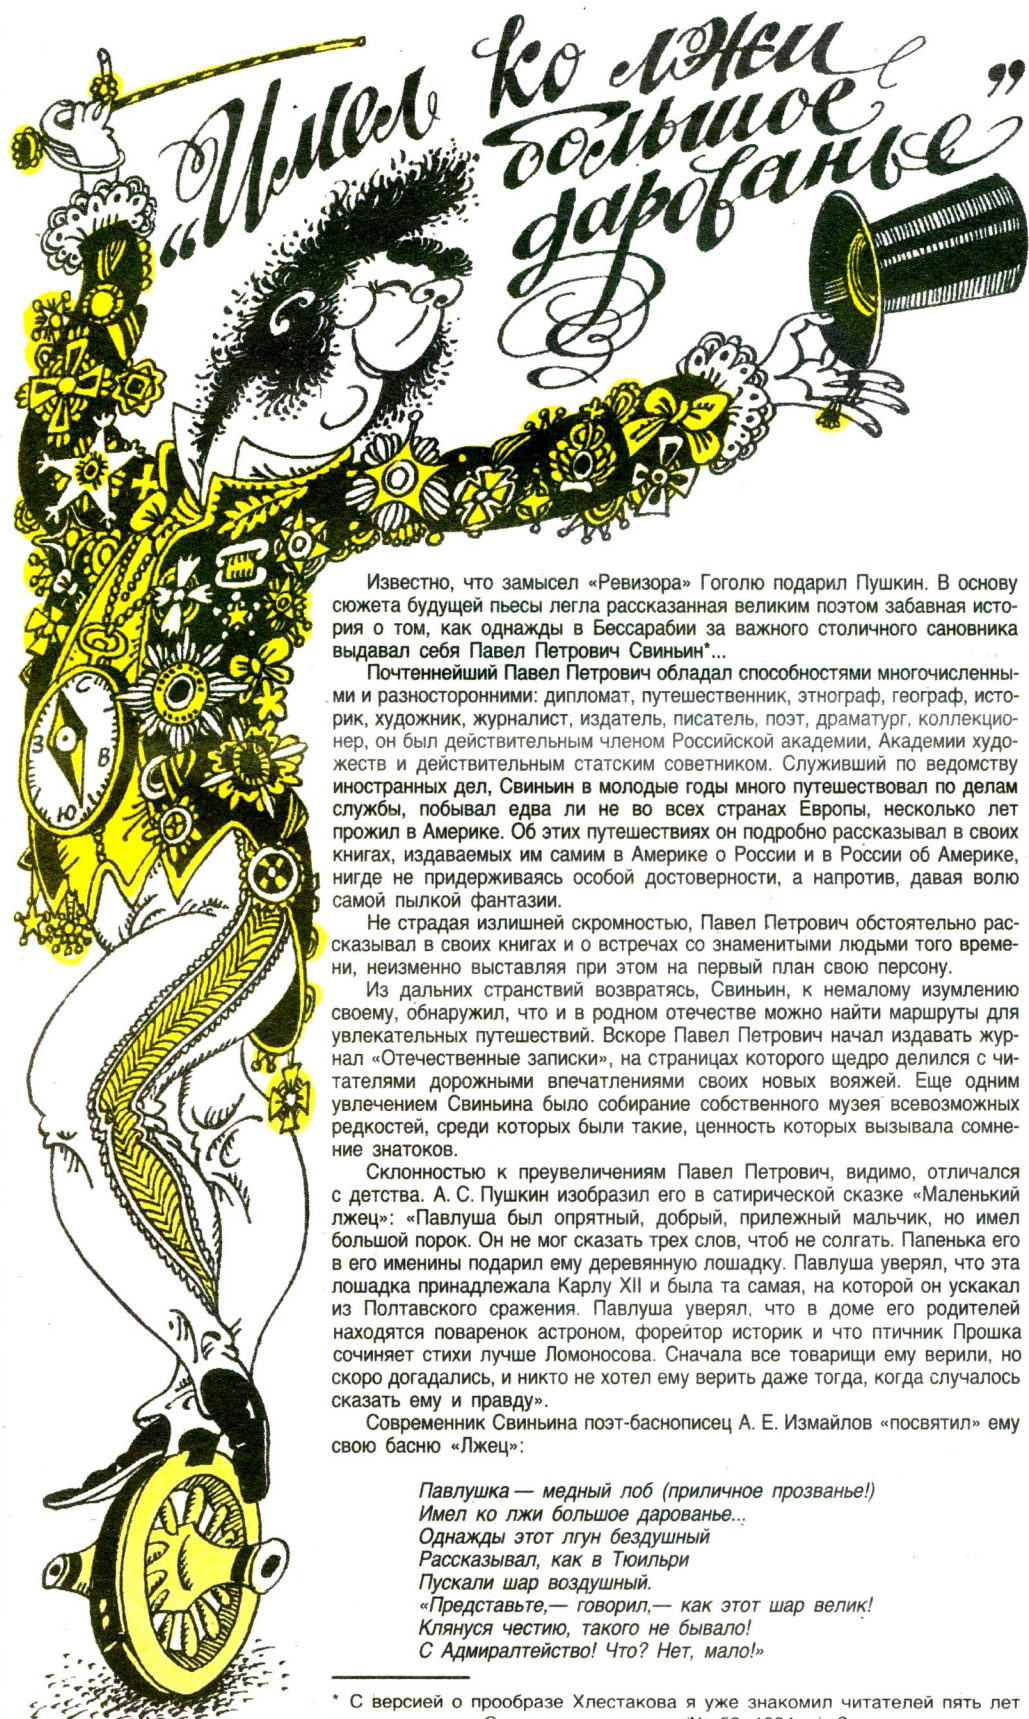 „Имел ко лжи
большое
дарованье”
С
З
В
Ю
Известно, что замысел «Ревизора» Гоголю подарил Пушкин. В основу
сюжета будущей пьесы легла рассказанная великим поэтом забавная исто-
рия о том, как однажды в Бессарабии за важного столичного сановника
выдавал себя Павел Петрович Свиньин*...
Почтеннейший Павел Петрович обладал способностями многочисленны-
ми и разносторонними: дипломат, путешественник, этнограф, географ, исто-
рик, художник, журналист, издатель, писатель, поэт, драматург, коллекцио-
нер, он был действительным членом Российской академии, Академии худо-
жеств и действительным статским советником. Служивший по ведомству
иностранных дел, Свиньин в молодые годы много путешествовал по делам
службы, побывал едва ли не во всех странах Европы, несколько лет
прожил в Америке. Об этих путешествиях он подробно рассказывал в своих
книгах, издаваемых им самим в Америке о России и в России об Америке,
нигде не придерживаясь особой достоверности, а напротив, давая волю
самой пылкой фантазии.
Не страдая излишней скромностью, Павел Петрович обстоятельно рас-
сказывал в своих книгах и о встречах со знаменитыми людьми того време-
ни, неизменно выставляя при этом на первый план свою персону.
Из дальних странствий возвратясь, Свиньин, к немалому изумлению
своему, обнаружил, что и в родном отечестве можно найти маршруты для
увлекательных путешествий. Вскоре Павел Петрович начал издавать жур-
нал «Отечественные записки», на страницах которого щедро делился с чи-
тателями дорожными впечатлениями своих новых вояжей. Еще одним
увлечением Свиньина было собирание собственного музея всевозможных
редкостей, среди которых были такие, ценность которых вызывала сомне-
ние знатоков.
Склонностью к преувеличениям Павел Петрович, видимо, отличался
с детства. А. С. Пушкин изобразил его в сатирической сказке «Маленький
лжец»: «Павлуша был опрятный, добрый, прилежный мальчик, но имел
большой порок. Он не мог сказать трех слов, чтоб не солгать. Папенька его
в его именины подарил ему деревянную лошадку. Павлуша уверял, что эта
лошадка принадлежала Карлу XII и была та самая, на которой он ускакал
из Полтавского сражения. Павлуша уверял, что в доме его родителей
находятся поваренок астроном, форейтор историк и что птичник Прошка
сочиняет стихи лучше Ломоносова. Сначала все товарищи ему верили, но
скоро догадались, и никто не хотел ему верить даже тогда, когда случалось
сказать ему и правду».
Современник Свиньина поэт-баснописец А. Е. Измайлов «посвятил» ему
свою басню «Лжец»:
Павлушка — медный лоб (приличное прозванье!)
Имел ко лжи большое дарованье...
Однажды этот лгун бездушный
Рассказывал, как в Тюильри
Пускали шар воздушный.
«Представьте,— говорил,— как этот шар велик!
Клянуся честию, такого не бывало!
С Адмиралтейство! Что? Нет, мало!»
* С версией о прообразе Хлестакова я уже знакомил читателей пять лет